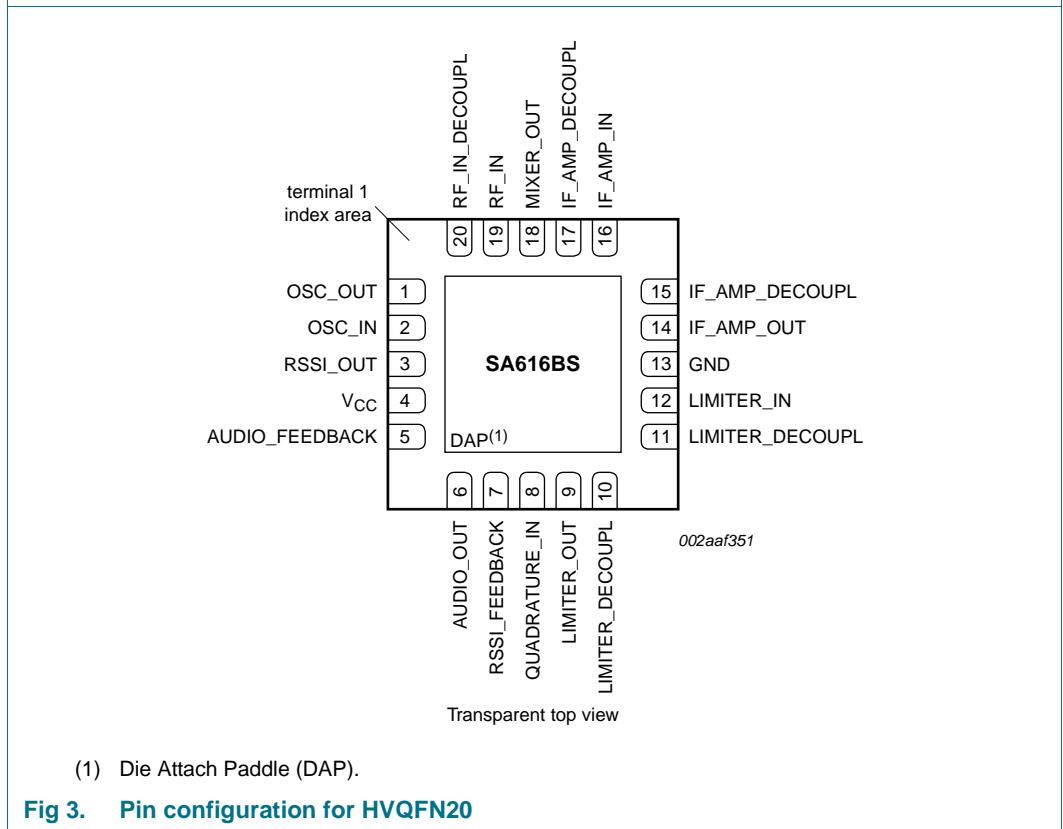 RF_IN_DECOUPL
RF_IN
MIXER_OUT
IF_AMP_DECOUPL
IF_AMP_IN
terminal 1
index area
20
19
18
17
16
OSC_OUT 1
15 IF_AMP_DECOUPL
OSC_IN 2
14 IF_AMP_OUT
RSSI_OUT 3
SA616BS
13 GND
VCC 4
12 LIMITER_IN
AUDIO_FEEDBACK 5
DAP(1)
11 LIMITER_DECOUPL
6
7
8
9
10
AUDIO_OUT
RSSI_FEEDBACK
QUADRATURE_IN
LIMITER_OUT
LIMITER_DECOUPL
002aaf351
Transparent top view
(1) Die Attach Paddle (DAP).
Fig 3. Pin configuration for HVQFN20